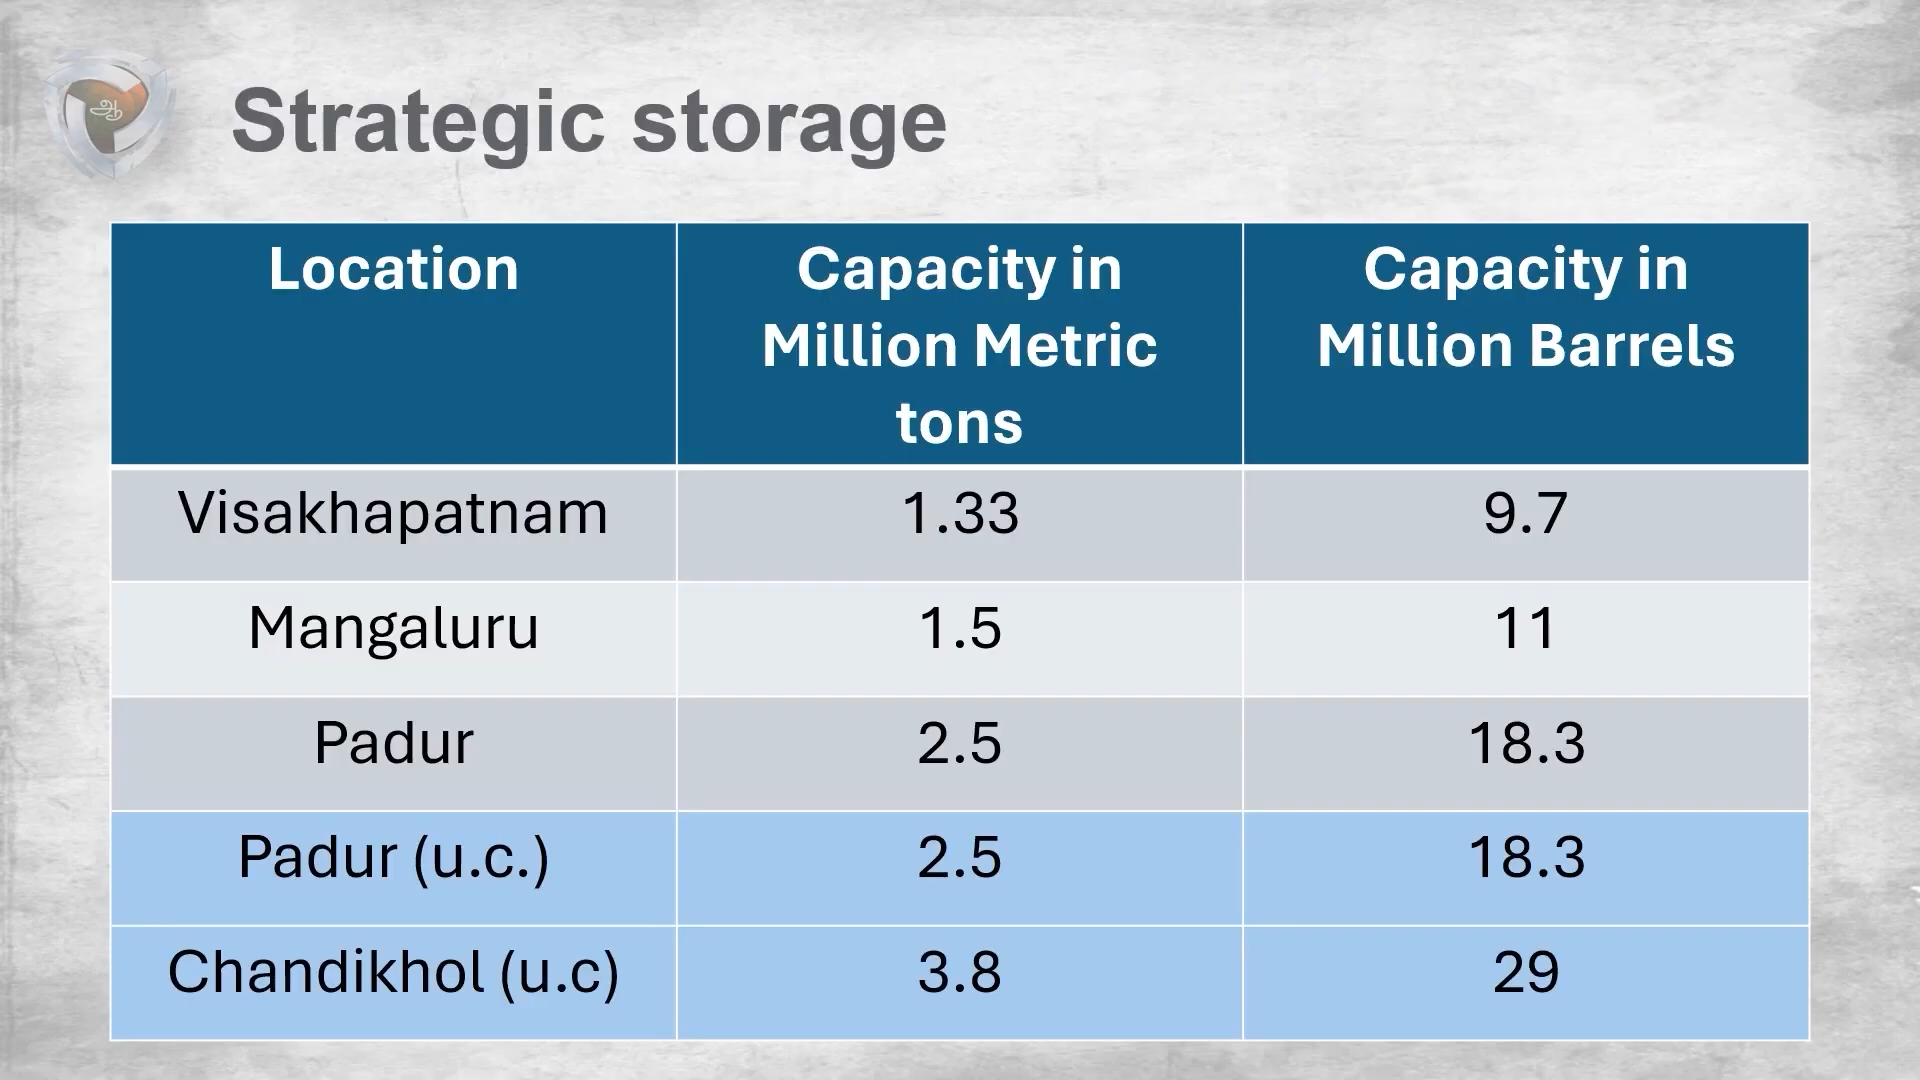 Strategic storage
Location
Capacity in
Million Metric
tons
Capacity in
Million Barrels
Visakhapatnam
1.33
9.7
Mangaluru
1.5
11
Padur
2.5
18.3
Padur (u.c.)
2.5
18.3
Chandikhol (u.c)
3.8
29